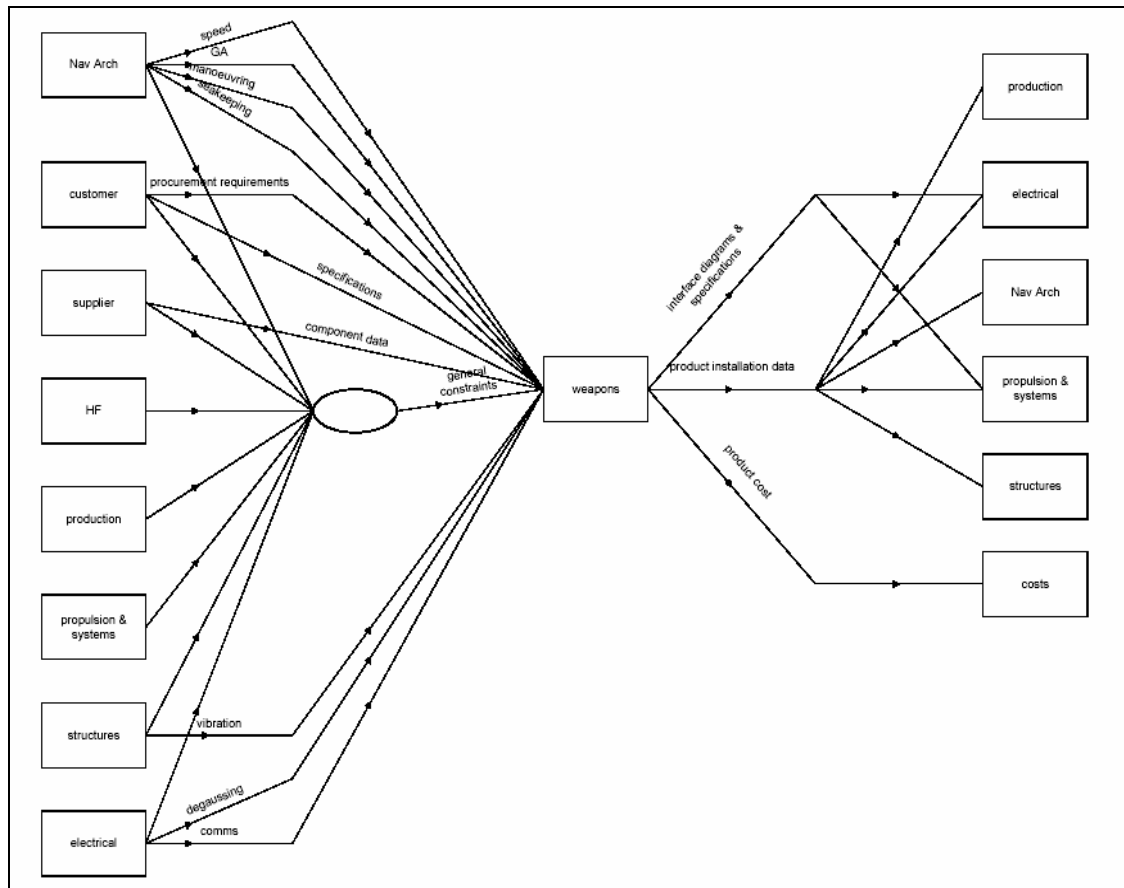 Nav Arch
customer
supplier
HF
production
propulsion &
systems
structures
electrical
speed
GA
manoeuvring
seakeeping
procurement requirements
specifications
component data
general
constraints
vibration
degaussing
comms
weapons
interface diagrams &
specifications
product installation data
product cost
production
electrical
Nav Arch
propulsion &
systems
structures
costs